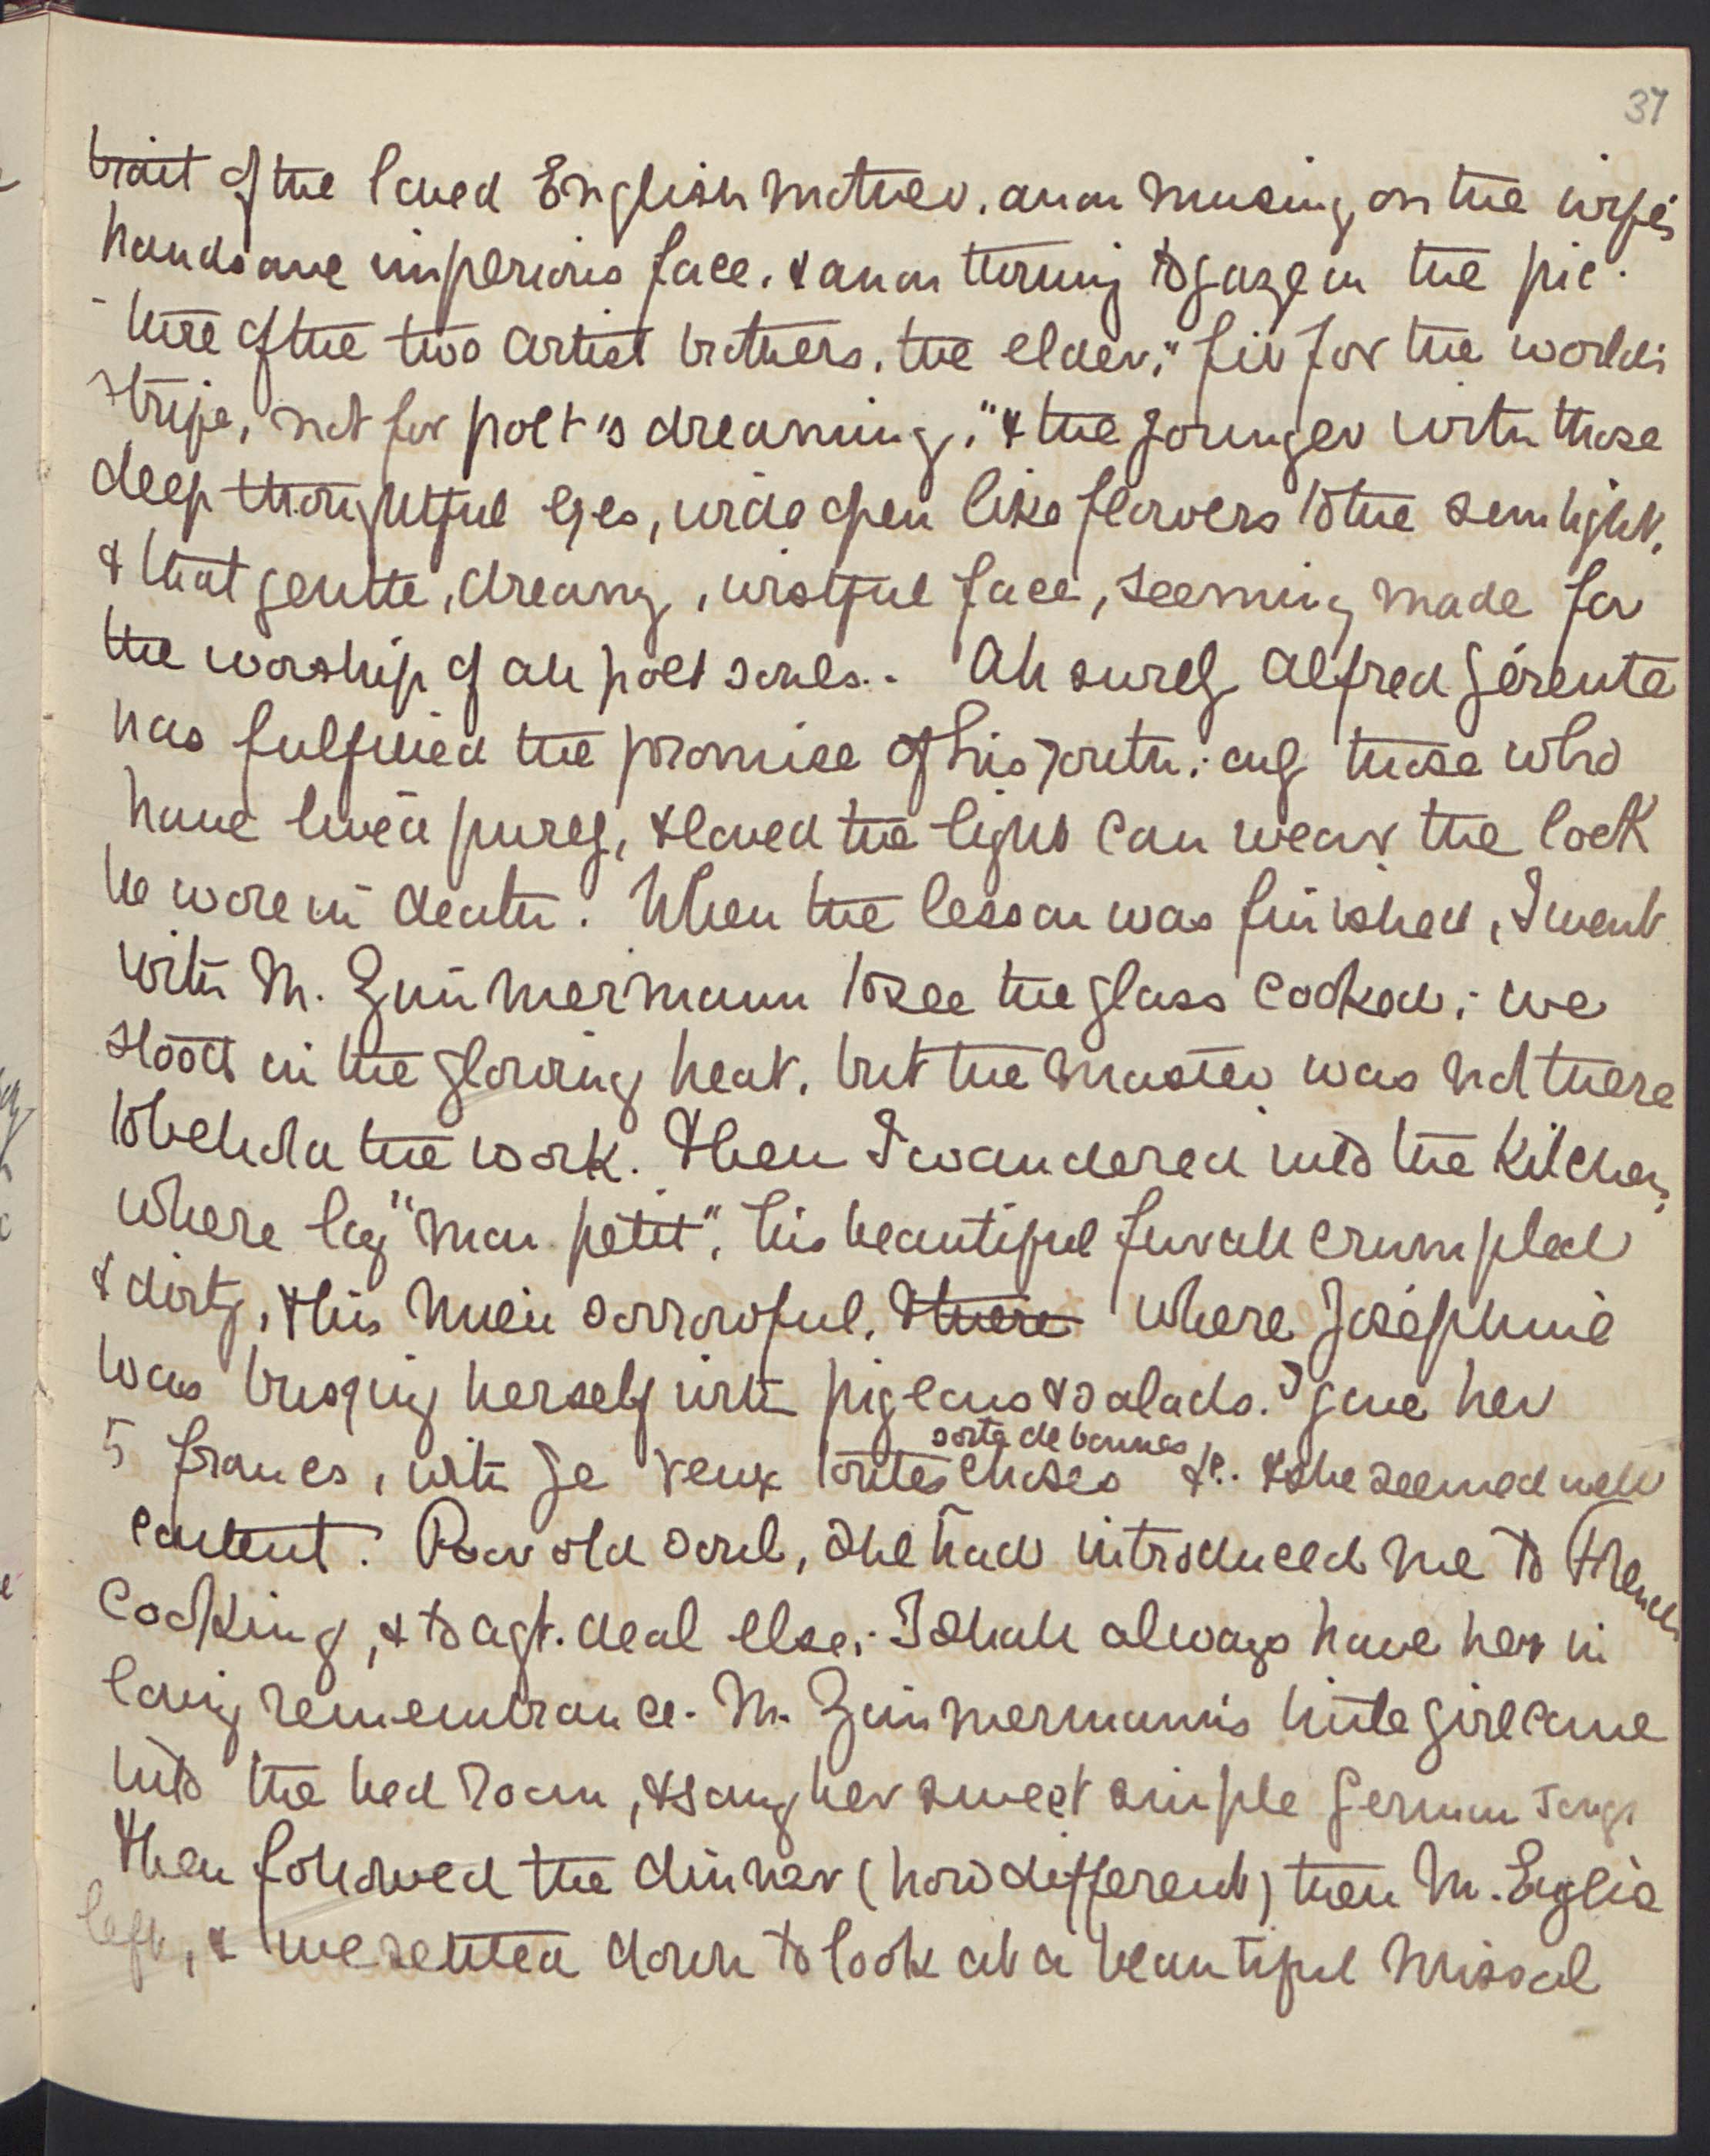 37
trait of the loved English mother, anon musing on the wife's
handsome imperious face, & anon turning to gaze on the pic-
-ture of the two artist brothers, the elder, "fit for the world's
strife, not for poet's dreaming," & the younger with those
deep thoughtful eyes, wide open like flowers to the sunlight,
& that gentle, dreamy, wistful face, seeming made for
the worship of all poet souls.. Ah surely Alfred Gérente
has fulfilled the promise of his youth; only those who
have lived purely, & loved the light can wear the look
he wore in death. When the lesson was finished, I went
with M. Zimmermann to see the glass cooked; we
stood in the glowing heat, but the master was not there
to behold the work. Then I wandered into the kitchen,
where lay "mon petit", his beautiful furall crumpled
& dirty, & his mein sorrowful, & there where Joséphine
was busying herself with pigeons & salads. I gave her
5 francs, with je veux toutes sorte de bonnes choses &c. & she seemed well
content. Poor old soul, she had introduced me to French
cooking, & to a gt. deal else; I shall always have her in
loving remembrance. M. Zimmermann's little girl came
into the bed room, & sang her sweet simple German songs
then followed the dinner (how different) then M. Englis
left, & we settled down to look at a beautiful missal